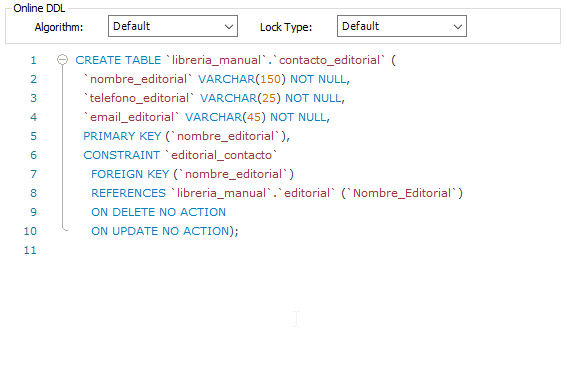 Online DDL
Algorithm: Default Lock Type: Default
1 CREATE TABLE `libreria_manual`.`contacto_editorial` (
2 `nombre_editorial` VARCHAR(150) NOT NULL,
3 `telefono_editorial` VARCHAR(25) NOT NULL,
4 `email_editorial` VARCHAR(45) NOT NULL,
5 PRIMARY KEY (`nombre_editorial`),
6 CONSTRAINT `editorial_contacto`
7 FOREIGN KEY (`nombre_editorial`)
8 REFERENCES `libreria_manual`.`editorial` (`Nombre_Editorial`)
9 ON DELETE NO ACTION
10 ON UPDATE NO ACTION);
11